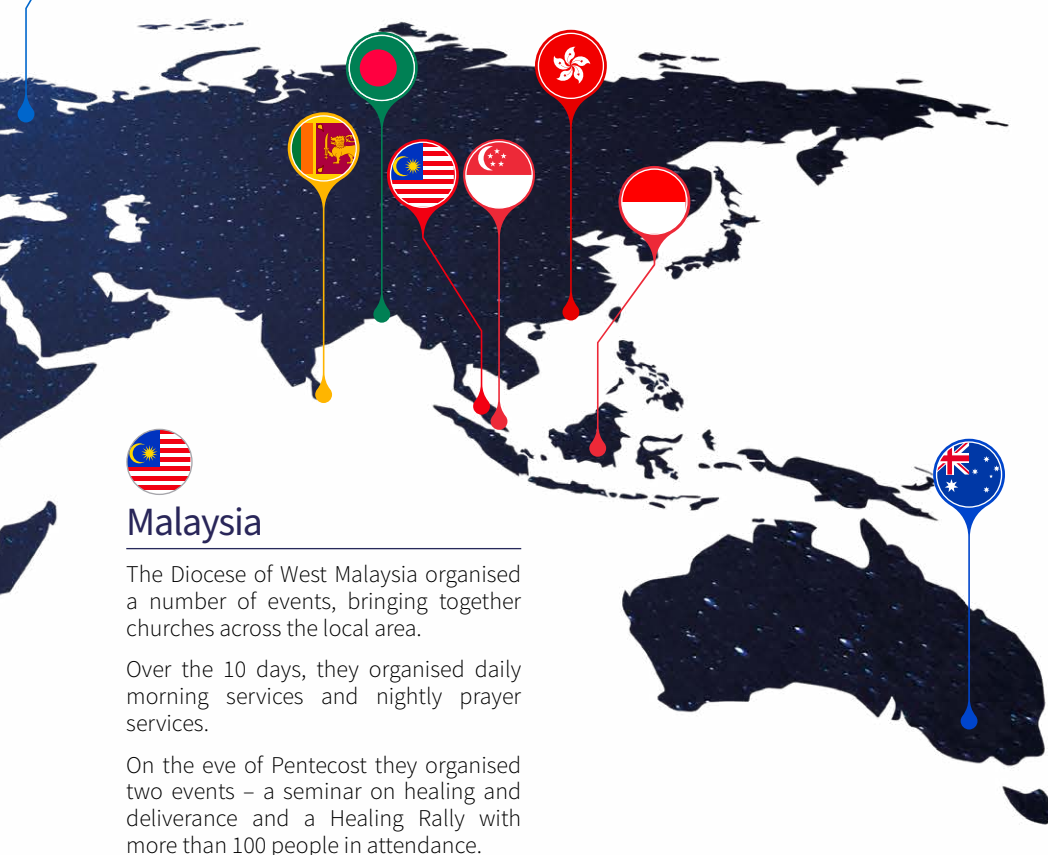 Malaysia
The Diocese of West Malaysia organised
a number of events, bringing together
churches across the local area.
Over the 10 days, they organised daily
morning services and nightly prayer
services.
On the eve of Pentecost they organised
two events – a seminar on healing and
deliverance and a Healing Rally with
more than 100 people in attendance.